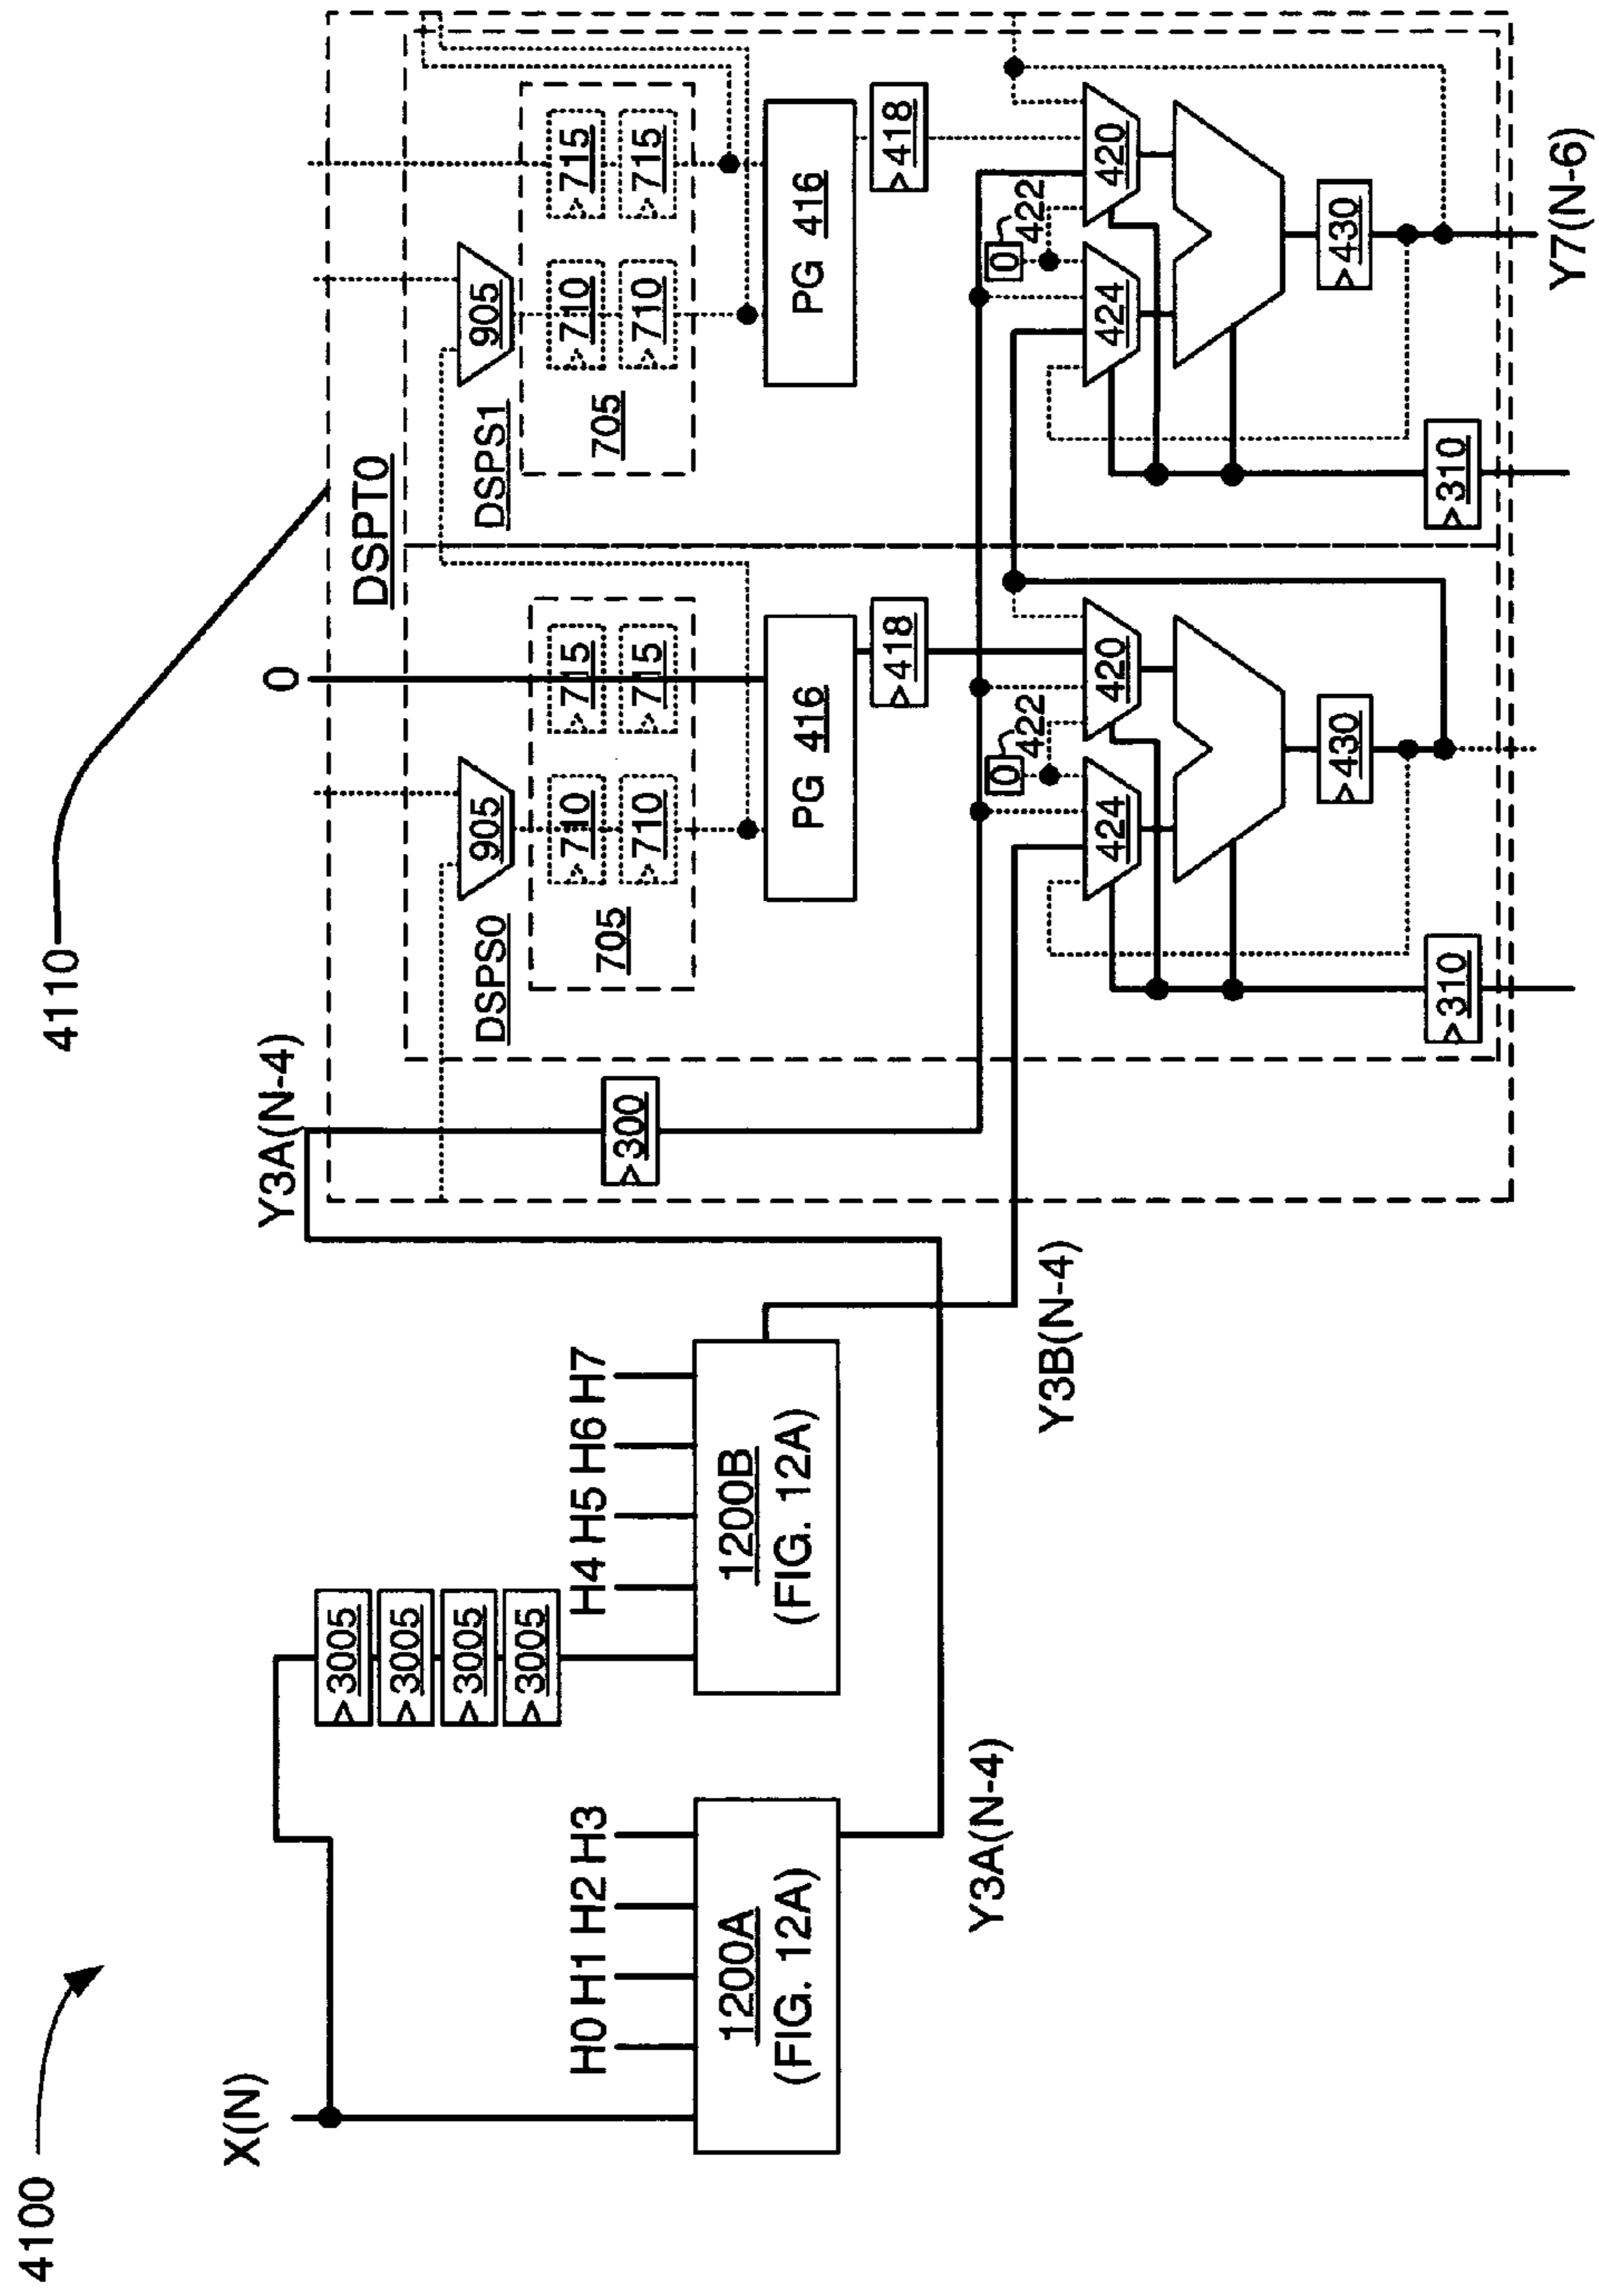 4100
4110
X(N)
>3005
>3005
>3005
>3005
H0 H1 H2 H3
1200A
(FIG. 12A)
H4 H5 H6 H7
1200B
(FIG. 12A)
Y3A(N-4)
Y3B(N-4)
Y3A(N-4)
>300
DSPT0
0
DSPS0
905
705
>710
>715
>710
>715
PG 416
>418
0
422
424
420
>430
>310
DSPS1
905
705
>710
>715
>710
>715
PG 416
>418
0
422
424
420
>430
>310
Y7(N-6)